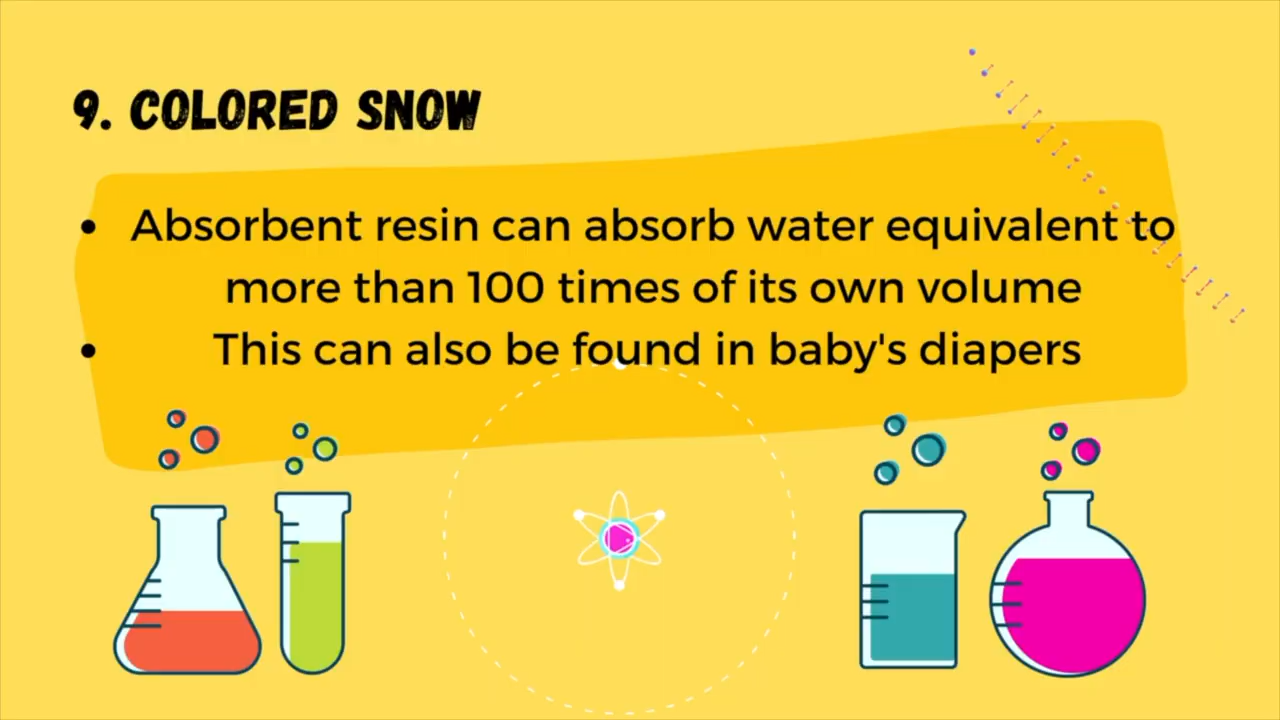 9. COLORED SNOW
• Absorbent resin can absorb water equivalent to
more than 100 times of its own volume
• This can also be found in baby's diapers